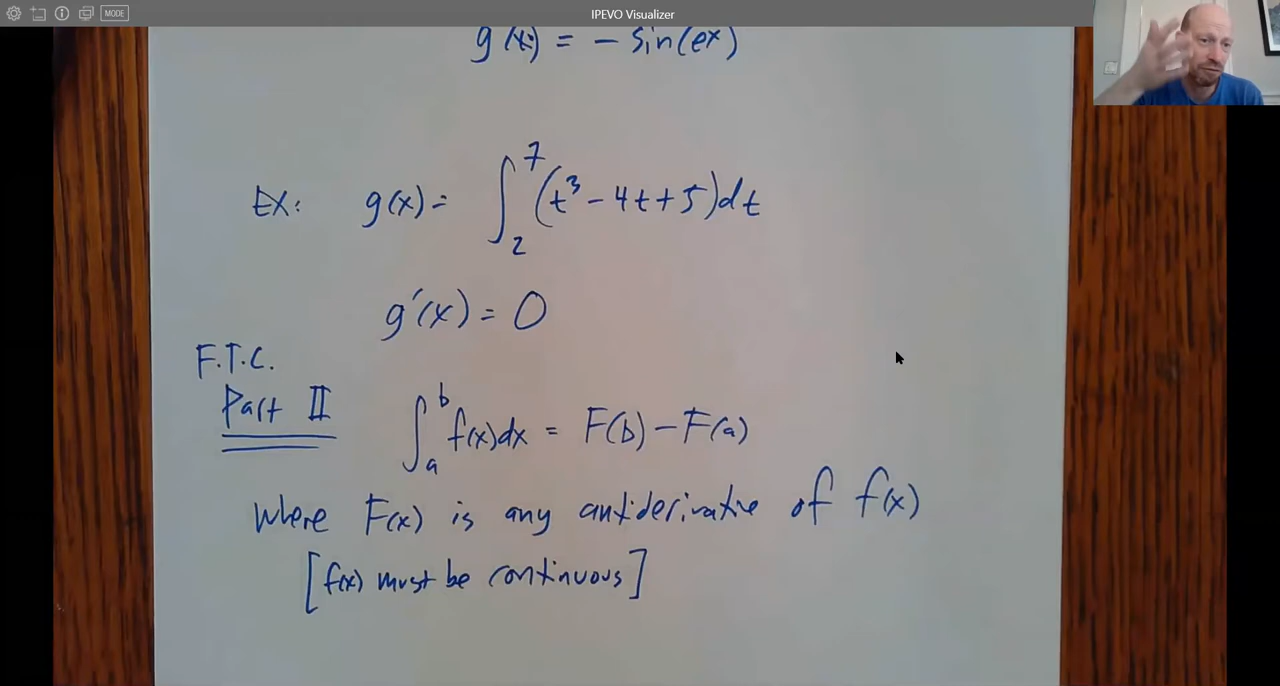 MODE
IPEVO Visualizer
g'(x) = - sin(ex)
EX: g(x) = ∫₂⁷ (t³ - 4t + 5) dt
g'(x) = 0
F.T.C.
Part II ∫ₐᵇ f(x)dx = F(b) - F(a)
where F(x) is any antiderivative of f(x)
[f(x) must be continuous]